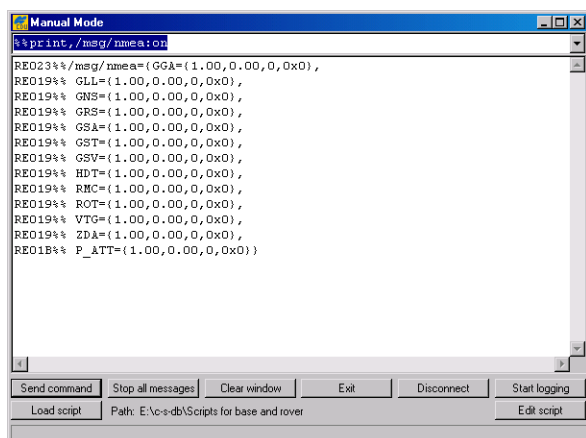 Manual Mode
%%print,/msg/nmea:on
RE023%%/msg/nmea={GGA={1.00,0.00,0,0x0},
RE019%% GLL={1.00,0.00,0,0x0},
RE019%% GNS={1.00,0.00,0,0x0},
RE019%% GRS={1.00,0.00,0,0x0},
RE019%% GSA={1.00,0.00,0,0x0},
RE019%% GST={1.00,0.00,0,0x0},
RE019%% GSV={1.00,0.00,0,0x0},
RE019%% HDT={1.00,0.00,0,0x0},
RE019%% RMC={1.00,0.00,0,0x0},
RE019%% ROT={1.00,0.00,0,0x0},
RE019%% VTG={1.00,0.00,0,0x0},
RE019%% ZDA={1.00,0.00,0,0x0},
RE01B%% P_ATT={1.00,0.00,0,0x0}}
Send command Stop all messages Clear window Exit Disconnect Start logging
Load script Path: E:\c-s-db\Scripts for base and rover Edit script